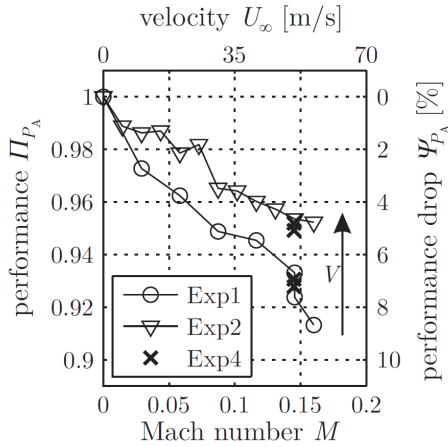 velocity U∞ [m/s]
0 35 70
1 0
0.98 2
0.96 4
0.94 6
0.92 8
0.9 10
performance Π_{P_A}
performance drop Ψ_{P_A} [%]
V
Exp1
Exp2
Exp4
0 0.05 0.1 0.15 0.2
Mach number M